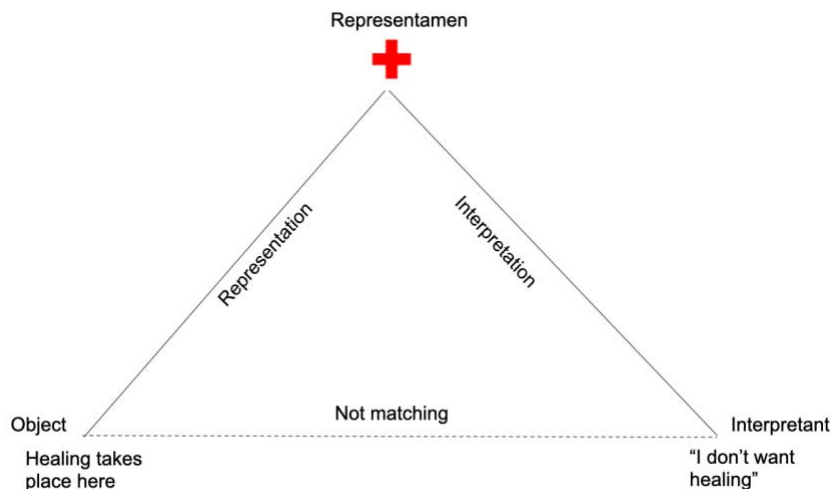 Representamen
Representation
Interpretation
Not matching
Object
Interpretant
Healing takes
place here
“I don’t want
healing”